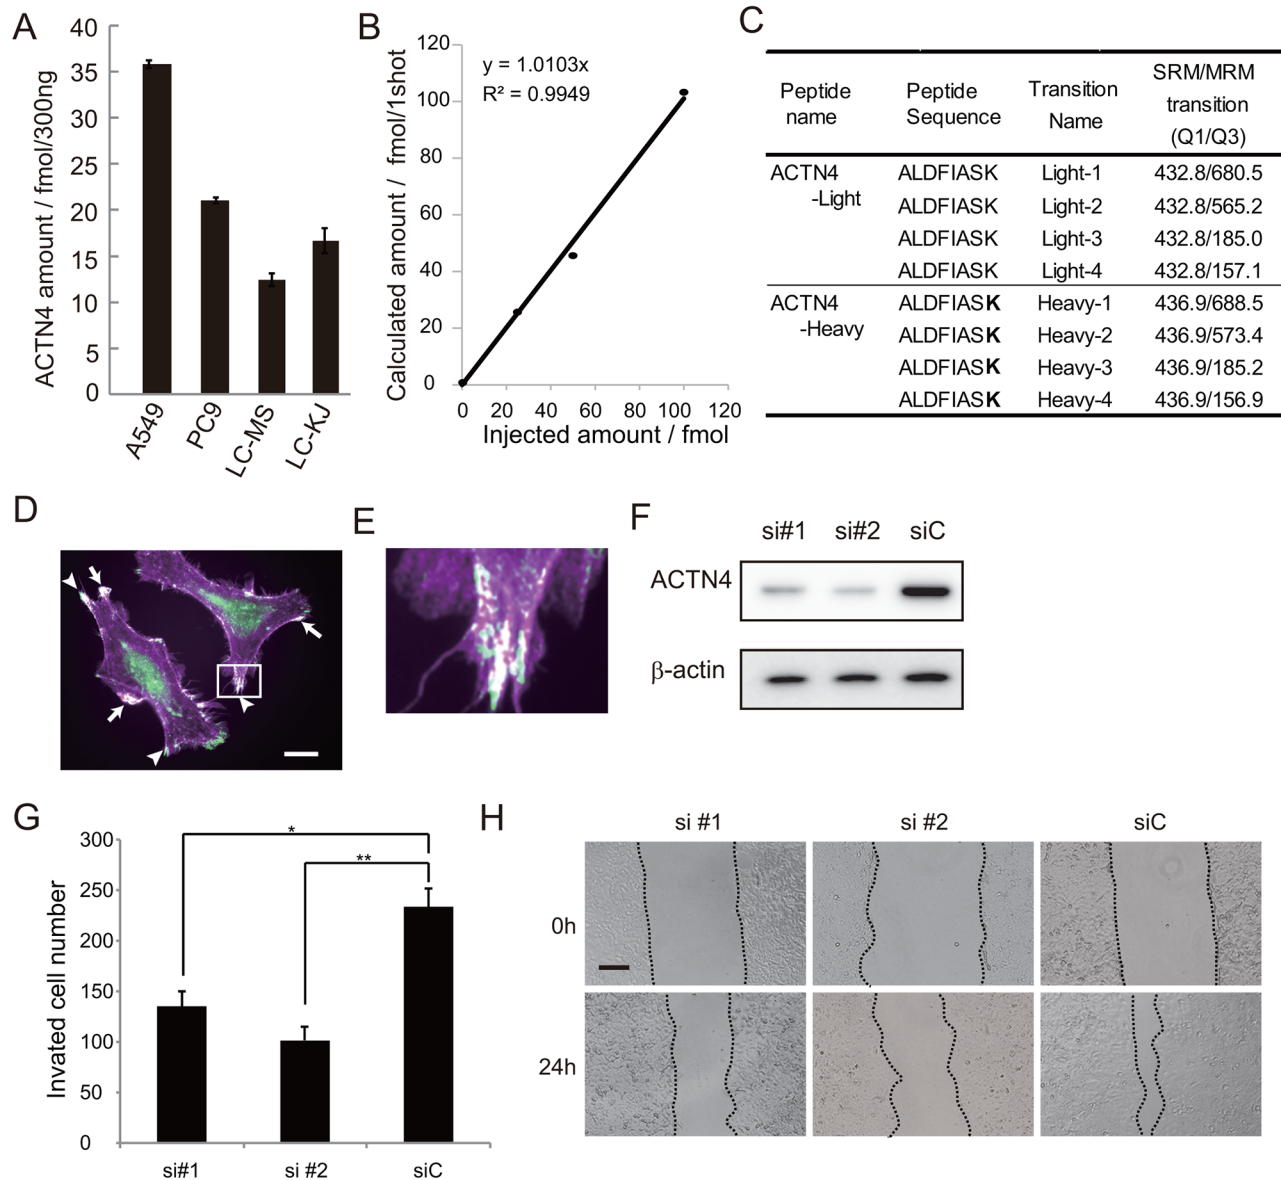 A
ACTN4 amount / fmol/300ng
40
35
30
25
20
15
10
5
0
A549
PC9
LC-MS
LC-KJ
B
Calculated amount / fmol/1shot
120
100
80
60
40
20
0
y = 1.0103x
R² = 0.9949
0 20 40 60 80 100 120
Injected amount / fmol
C
Peptide name
Peptide Sequence
Transition Name
SRM/MRM transition (Q1/Q3)
ACTN4 ALDFIASK Light-1 432.8/680.5
-Light ALDFIASK Light-2 432.8/565.2
ALDFIASK Light-3 432.8/185.0
ALDFIASK Light-4 432.8/157.1
ACTN4 ALDFIASK Heavy-1 436.9/688.5
-Heavy ALDFIASK Heavy-2 436.9/573.4
ALDFIASK Heavy-3 436.9/185.2
ALDFIASK Heavy-4 436.9/156.9
D
E
F
si#1 si#2 siC
ACTN4
β-actin
G
Invated cell number
300
250
200
150
100
50
0
*
**
si#1 si #2 siC
H
si #1 si #2 siC
0h
24h